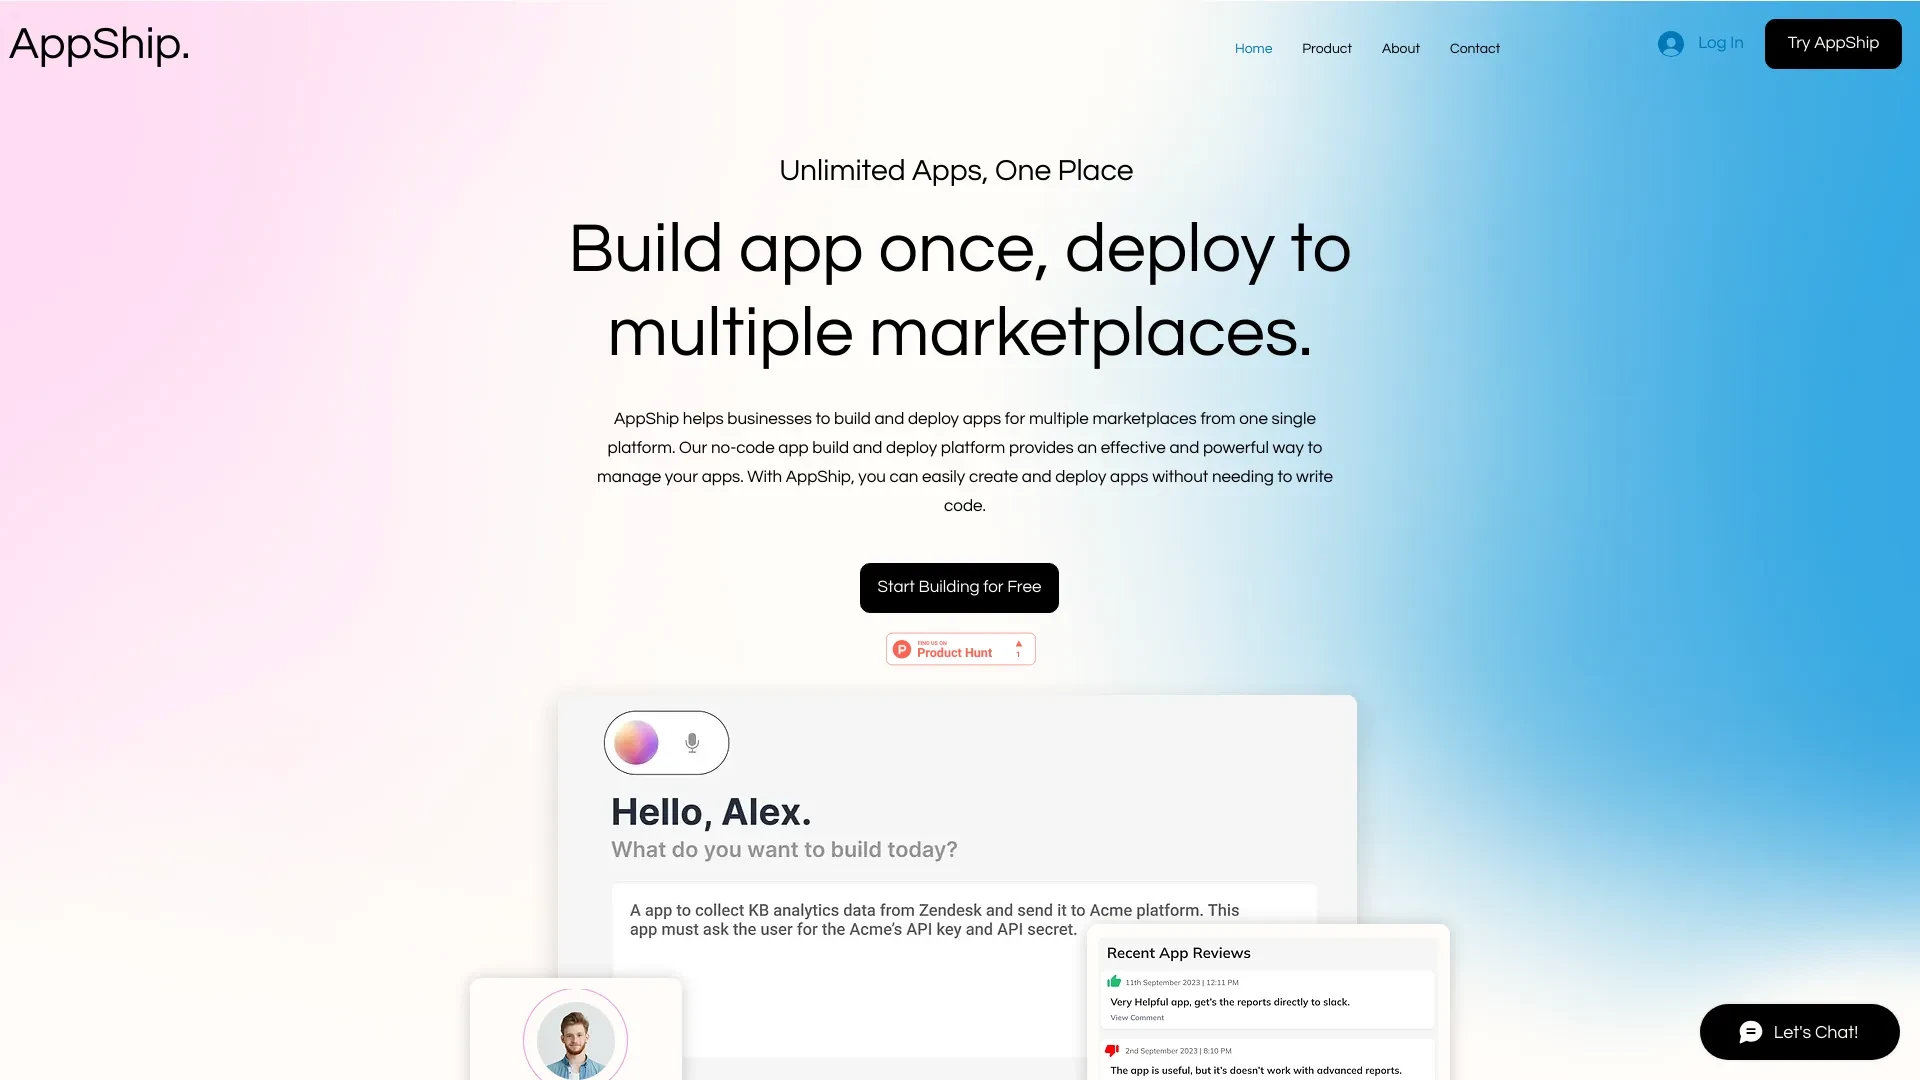 AppShip.
Home
Product
About
Contact
Log In
Try AppShip
Unlimited Apps, One Place
Build app once, deploy to
multiple marketplaces.
AppShip helps businesses to build and deploy apps for multiple marketplaces from one single
platform. Our no-code app build and deploy platform provides an effective and powerful way to
manage your apps. With AppShip, you can easily create and deploy apps without needing to write
code.
Start Building for Free
FIND US ON
Product Hunt
1
Hello, Alex.
What do you want to build today?
A app to collect KB analytics data from Zendesk and send it to Acme platform. This
app must ask the user for the Acme’s API key and API secret.
Recent App Reviews
11th September 2023 | 12:11 PM
Very Helpful app, get's the reports directly to slack.
View Comment
2nd September 2023 | 8:10 PM
The app is useful, but it's doesn't work with advanced reports.
Let's Chat!